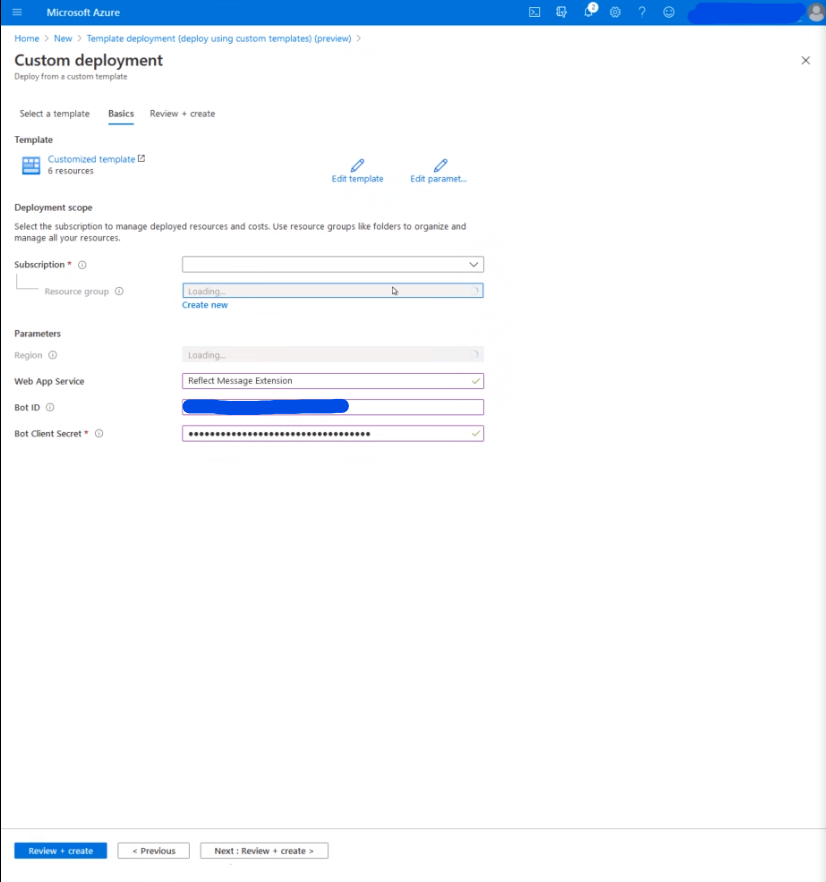 Microsoft Azure
2
Home > New > Template deployment (deploy using custom templates) (preview) >
Custom deployment
Deploy from a custom template
Select a template Basics Review + create
Template
Customized template
6 resources
Edit template Edit paramet...
Deployment scope
Select the subscription to manage deployed resources and costs. Use resource groups like folders to organize and
manage all your resources.
Subscription *
Resource group Loading...
Create new
Parameters
Region Loading...
Web App Service Reflect Message Extension
Bot ID
Bot Client Secret * ••••••••••••••••••••••••••••••••••
Review + create < Previous Next : Review + create >